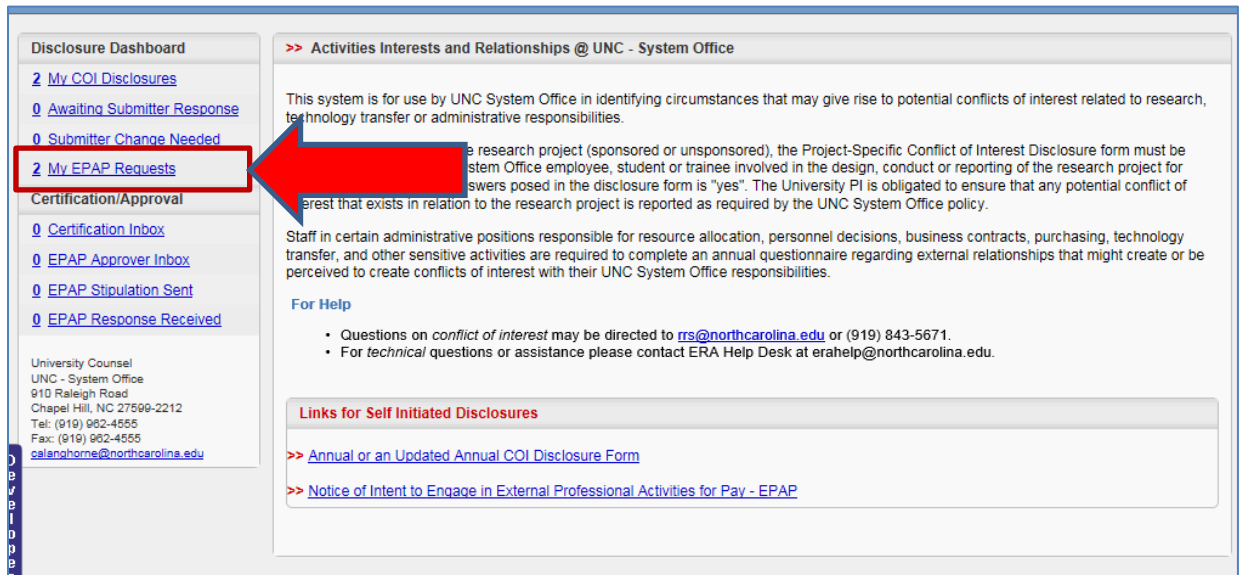 Disclosure Dashboard
2 My COI Disclosures
0 Awaiting Submitter Response
0 Submitter Change Needed
2 My EPAP Requests
Certification/Approval
0 Certification Inbox
0 EPAP Approver Inbox
0 EPAP Stipulation Sent
0 EPAP Response Received
University Counsel
UNC - System Office
910 Raleigh Road
Chapel Hill, NC 27599-2212
Tel: (919) 962-4555
Fax: (919) 962-4555
calanghorne@northcarolina.edu
Develope
>> Activities Interests and Relationships @ UNC - System Office
This system is for use by UNC System Office in identifying circumstances that may give rise to potential conflicts of interest related to research,
technology transfer or administrative responsibilities.
e research project (sponsored or unsponsored), the Project-Specific Conflict of Interest Disclosure form must be
stem Office employee, student or trainee involved in the design, conduct or reporting of the research project for
swers posed in the disclosure form is "yes". The University PI is obligated to ensure that any potential conflict of
erest that exists in relation to the research project is reported as required by the UNC System Office policy.
Staff in certain administrative positions responsible for resource allocation, personnel decisions, business contracts, purchasing, technology
transfer, and other sensitive activities are required to complete an annual questionnaire regarding external relationships that might create or be
perceived to create conflicts of interest with their UNC System Office responsibilities.
For Help
• Questions on conflict of interest may be directed to rrs@northcarolina.edu or (919) 843-5671.
• For technical questions or assistance please contact ERA Help Desk at erahelp@northcarolina.edu.
Links for Self Initiated Disclosures
>> Annual or an Updated Annual COI Disclosure Form
>> Notice of Intent to Engage in External Professional Activities for Pay - EPAP